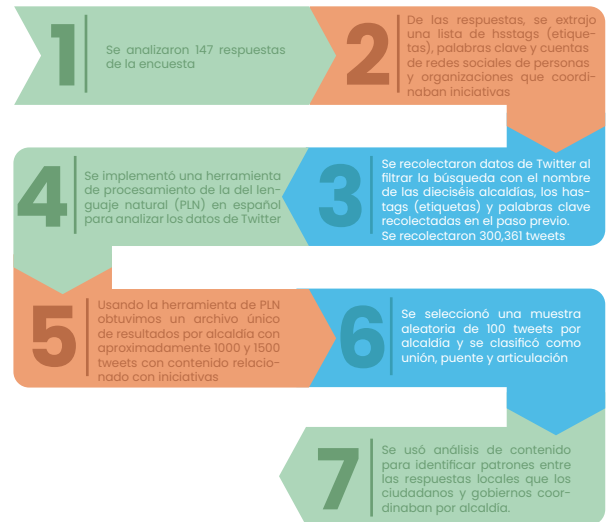 1
Se analizaron 147 respuestas
de la encuesta
2
De las respuestas, se extrajo
una lista de hsstags (etique-
tas), palabras clave y cuentas
de redes sociales de personas
y organizaciones que coordi-
naban iniciativas
3
Se recolectaron datos de Twitter al
filtrar la búsqueda con el nombre
de las dieciséis alcaldías, los has-
tags (etiquetas) y palabras clave
recolectadas en el paso previo.
Se recolectaron 300,361 tweets
4
Se implementó una herramienta
de procesamiento de la del len-
guaje natural (PLN) en español
para analizar los datos de Twitter
5
Usando la herramienta de PLN
obtuvimos un archivo único
de resultados por alcaldía con
aproximadamente 1000 y 1500
tweets con contenido relacio-
nado con iniciativas
6
Se seleccionó una muestra
aleatoria de 100 tweets por
alcaldía y se clasificó como
unión, puente y articulación
7
Se usó análisis de contenido
para identificar patrones entre
las respuestas locales que los
ciudadanos y gobiernos coor-
dinaban por alcaldía.